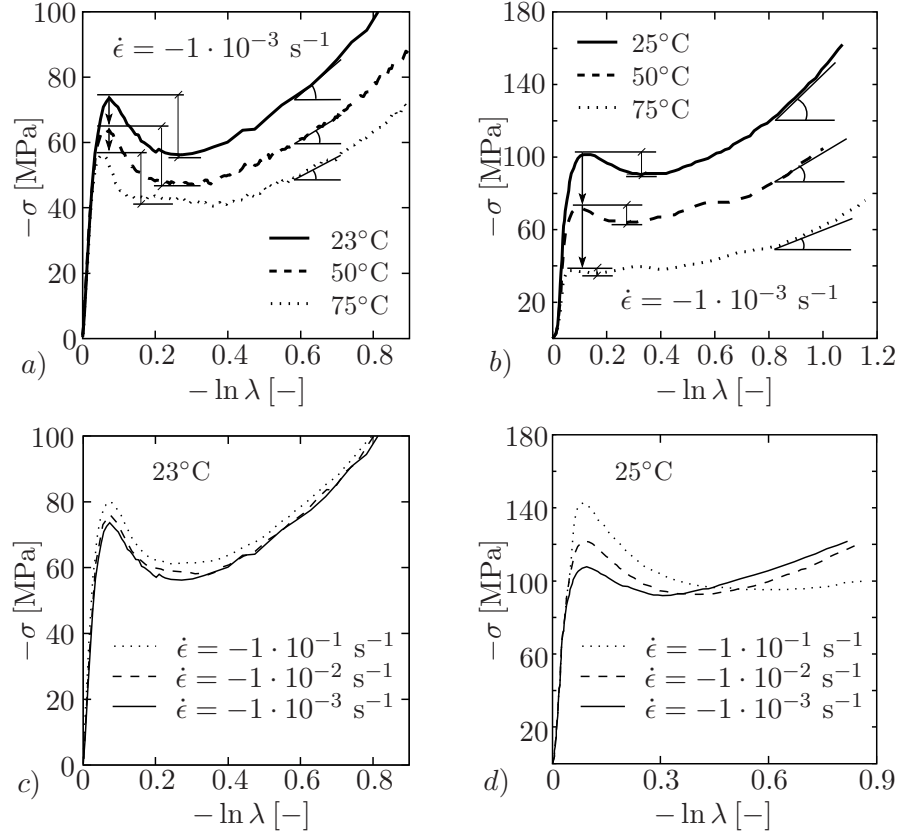 100
80
60
40
20
0
−σ [MPa]
ϵ̇ = −1 · 10⁻³ s⁻¹
23°C
50°C
75°C
0 0.2 0.4 0.6 0.8
− ln λ [−]
a)
180
140
100
60
20
−σ [MPa]
25°C
50°C
75°C
ϵ̇ = −1 · 10⁻³ s⁻¹
0 0.2 0.4 0.6 0.8 1.0 1.2
− ln λ [−]
b)
100
80
60
40
20
0
−σ [MPa]
23°C
ϵ̇ = −1 · 10⁻¹ s⁻¹
ϵ̇ = −1 · 10⁻² s⁻¹
ϵ̇ = −1 · 10⁻³ s⁻¹
0 0.2 0.4 0.6 0.8
− ln λ [−]
c)
180
140
100
60
20
−σ [MPa]
25°C
ϵ̇ = −1 · 10⁻¹ s⁻¹
ϵ̇ = −1 · 10⁻² s⁻¹
ϵ̇ = −1 · 10⁻³ s⁻¹
0 0.3 0.6 0.9
− ln λ [−]
d)